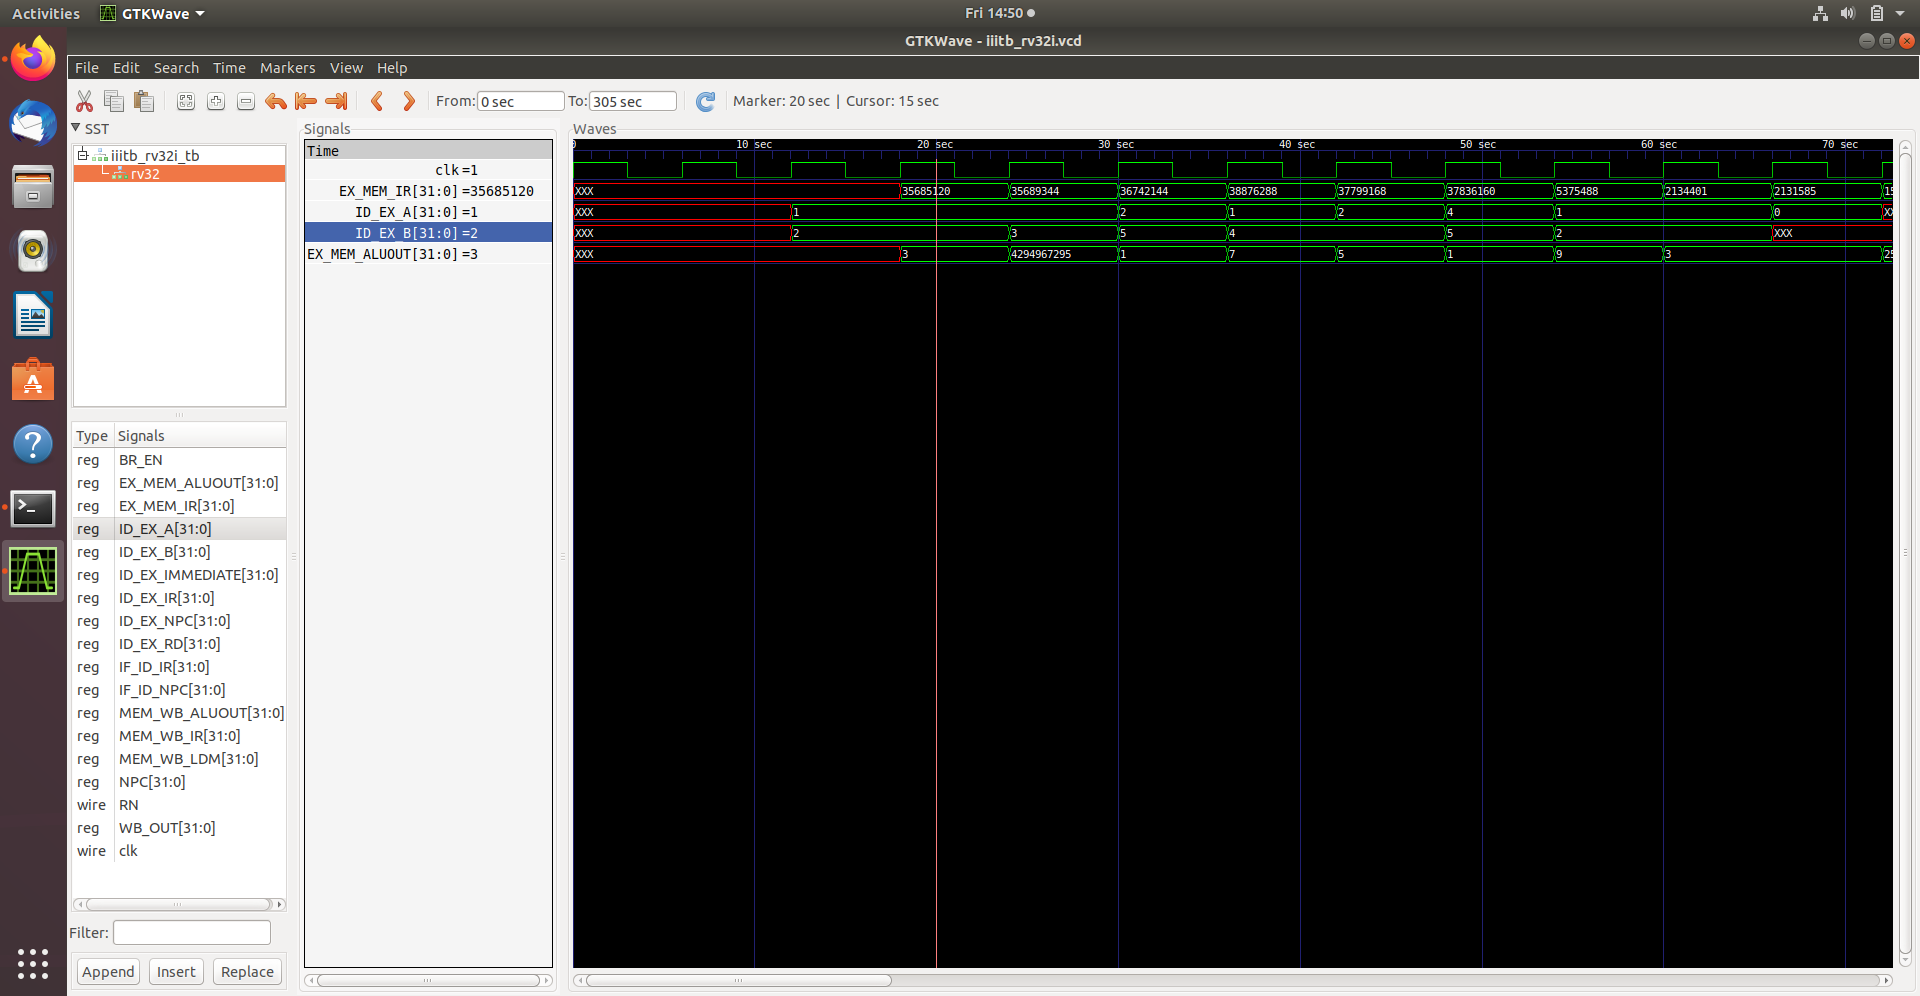 Activities GTKWave Fri 14:50
GTKWave - iiitb_rv32i.vcd
File Edit Search Time Markers View Help
From: 0 sec To: 305 sec Marker: 20 sec | Cursor: 15 sec
SST
iiitb_rv32i_tb
rv32
Type Signals
reg BR_EN
reg EX_MEM_ALUOUT[31:0]
reg EX_MEM_IR[31:0]
reg ID_EX_A[31:0]
reg ID_EX_B[31:0]
reg ID_EX_IMMEDIATE[31:0]
reg ID_EX_IR[31:0]
reg ID_EX_NPC[31:0]
reg ID_EX_RD[31:0]
reg IF_ID_IR[31:0]
reg IF_ID_NPC[31:0]
reg MEM_WB_ALUOUT[31:0]
reg MEM_WB_IR[31:0]
reg MEM_WB_LDM[31:0]
reg NPC[31:0]
wire RN
reg WB_OUT[31:0]
wire clk
Filter:
Append Insert Replace
Signals
Time
clk =1
EX_MEM_IR[31:0] =35685120
ID_EX_A[31:0] =1
ID_EX_B[31:0] =2
EX_MEM_ALUOUT[31:0] =3
Waves
0 10 sec 20 sec 30 sec 40 sec 50 sec 60 sec 70 sec
XXX 35685120 35689344 36742144 38876288 37799168 37836160 5375488 2134401 2131585 15
XXX 1 2 1 2 4 1 0 XX
XXX 2 3 5 4 5 2 XXX
XXX 3 4294967295 1 7 5 1 9 3 25